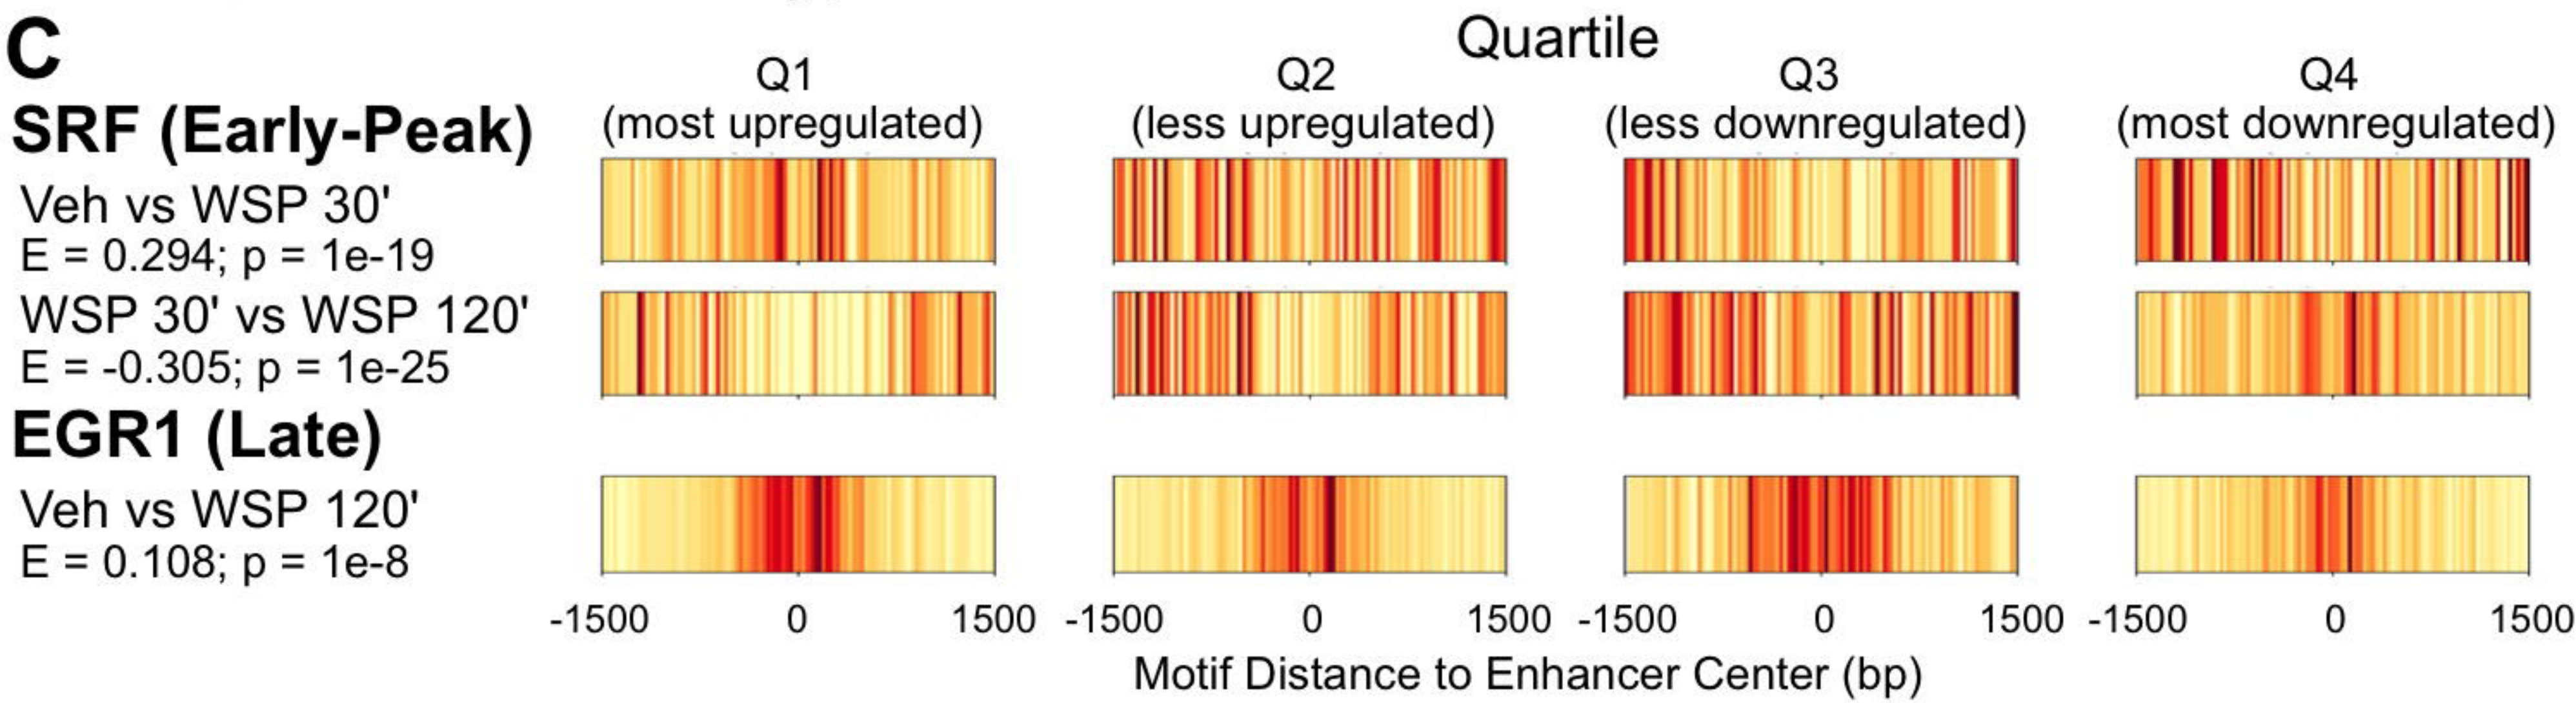 C
Quartile
Q1 Q2 Q3 Q4
SRF (Early-Peak) (most upregulated) (less upregulated) (less downregulated) (most downregulated)
Veh vs WSP 30'
E = 0.294; p = 1e-19
WSP 30' vs WSP 120'
E = -0.305; p = 1e-25
EGR1 (Late)
Veh vs WSP 120'
E = 0.108; p = 1e-8
-1500 0 1500 -1500 0 1500 -1500 0 1500 -1500 0 1500
Motif Distance to Enhancer Center (bp)